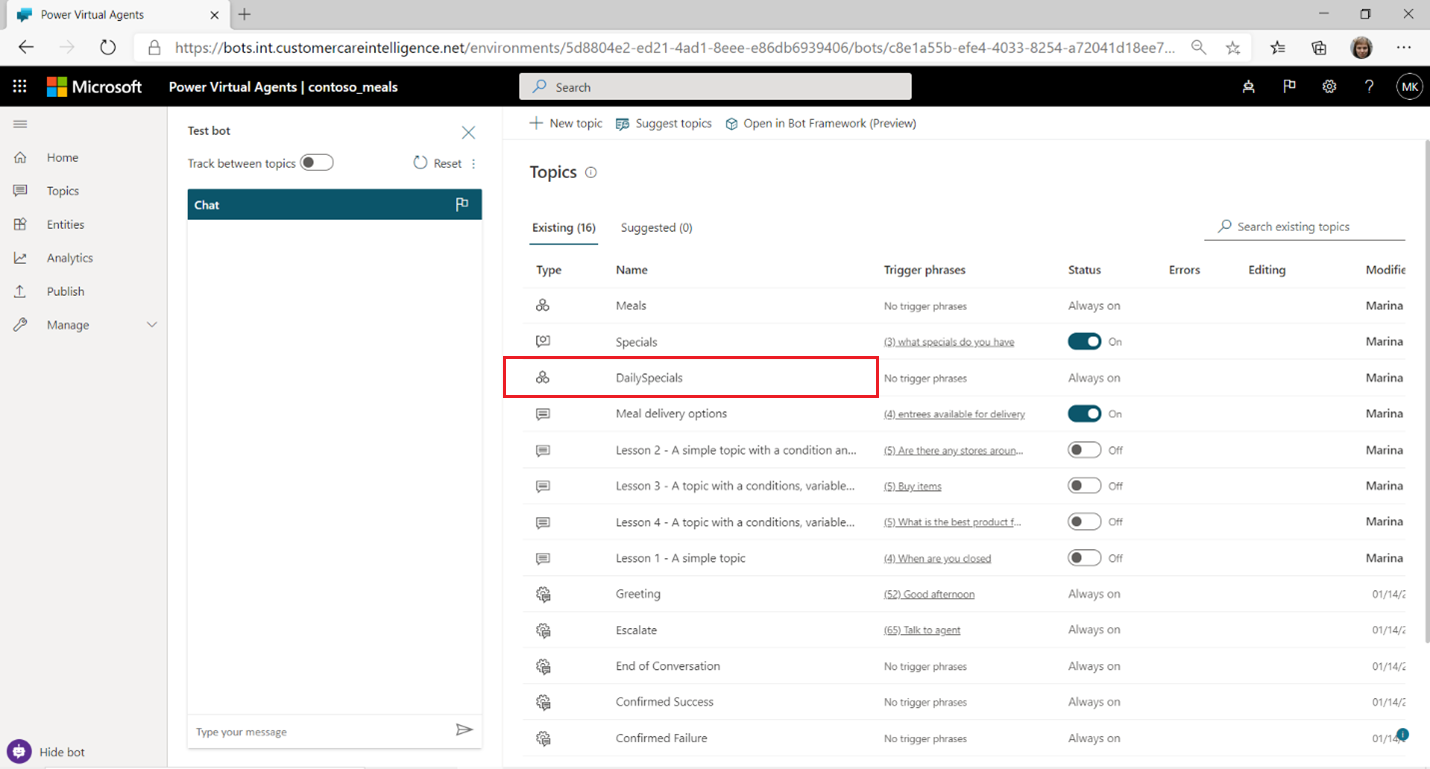 Power Virtual Agents
https://bots.int.customercareintelligence.net/environments/5d8804e2-ed21-4ad1-8eee-e86db6939406/bots/c8e1a55b-efe4-4033-8254-a72041d18ee7...
Microsoft
Power Virtual Agents | contoso_meals
Search
?
MK
Home
Topics
Entities
Analytics
Publish
Manage
Hide bot
Test bot
Track between topics
Reset
Chat
Type your message
New topic
Suggest topics
Open in Bot Framework (Preview)
Topics
Existing (16)
Suggested (0)
Search existing topics
Type Name Trigger phrases Status Errors Editing Modifie
Meals No trigger phrases Always on Marina
Specials (3) what specials do you have On Marina
DailySpecials No trigger phrases Always on Marina
Meal delivery options (4) entrees available for delivery On Marina
Lesson 2 - A simple topic with a condition an... (5) Are there any stores aroun... Off Marina
Lesson 3 - A topic with a conditions, variable... (5) Buy items Off Marina
Lesson 4 - A topic with a conditions, variable... (5) What is the best product f... Off Marina
Lesson 1 - A simple topic (4) When are you closed Off Marina
Greeting (52) Good afternoon Always on 01/14/2
Escalate (65) Talk to agent Always on 01/14/2
End of Conversation No trigger phrases Always on 01/14/2
Confirmed Success No trigger phrases Always on 01/14/2
Confirmed Failure No trigger phrases Always on 01/14/